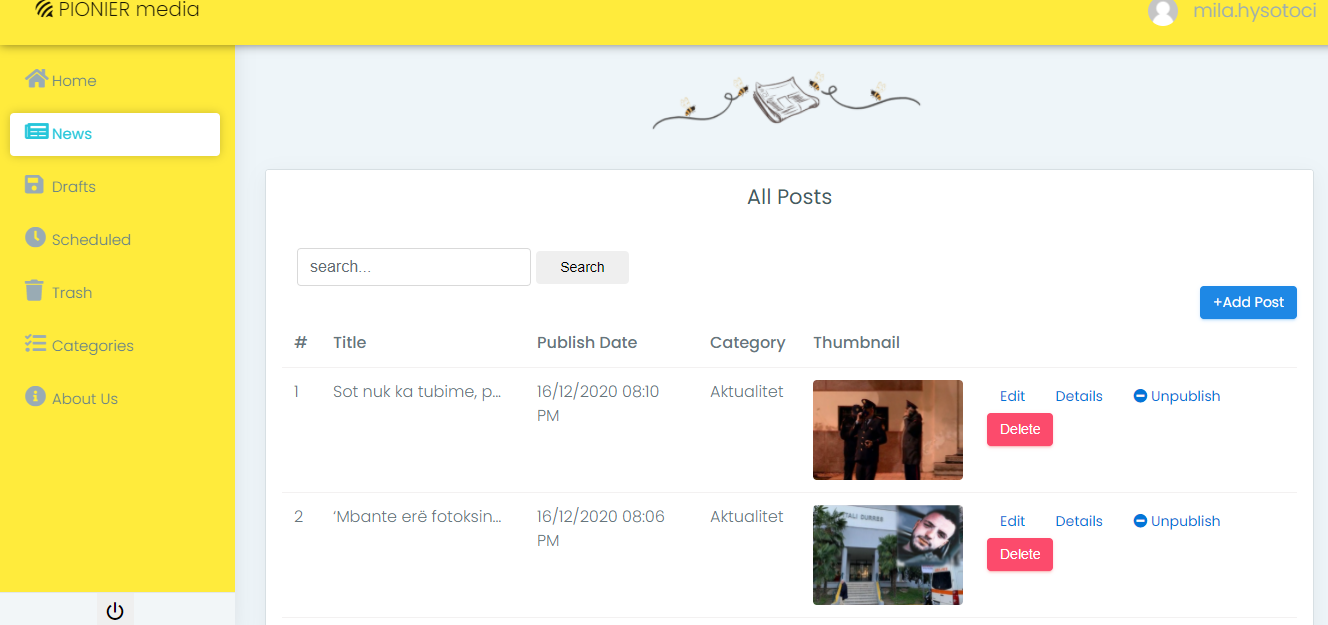 PIONIER media
mila.hysotoci
Home
News
Drafts
Scheduled
Trash
Categories
About Us
All Posts
search...
Search
+Add Post
# Title Publish Date Category Thumbnail
1 Sot nuk ka tubime, p... 16/12/2020 08:10 Aktualitet Edit Details Unpublish
PM
Delete
2 ‘Mbante erë fotoksin... 16/12/2020 08:06 Aktualitet Edit Details Unpublish
PM
Delete